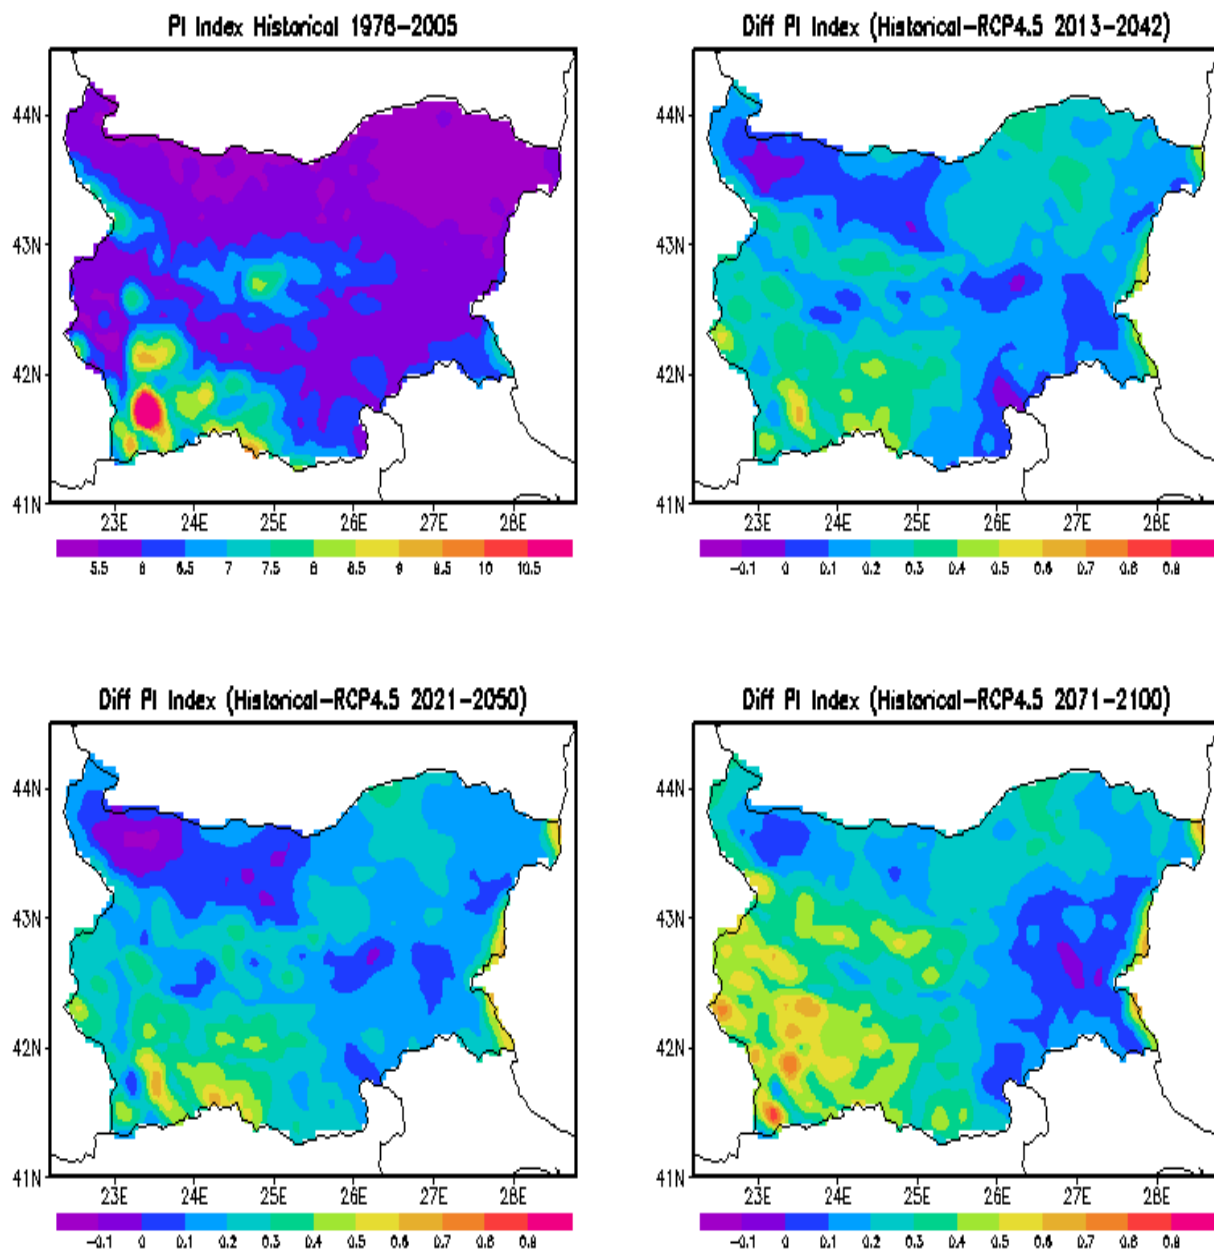 PI Index Historical 1976–2005
44N
43N
42N
41N
23E 24E 25E 26E 27E 28E
5.5 6 6.5 7 7.5 8 8.5 9 9.5 10 10.5
Diff PI Index (Historical–RCP4.5 2013–2042)
44N
43N
42N
41N
23E 24E 25E 26E 27E 28E
−0.1 0 0.1 0.2 0.3 0.4 0.5 0.6 0.7 0.8 0.9
Diff PI Index (Historical–RCP4.5 2021–2050)
44N
43N
42N
41N
23E 24E 25E 26E 27E 28E
−0.1 0 0.1 0.2 0.3 0.4 0.5 0.6 0.7 0.8 0.9
Diff PI Index (Historical–RCP4.5 2071–2100)
44N
43N
42N
41N
23E 24E 25E 26E 27E 28E
−0.1 0 0.1 0.2 0.3 0.4 0.5 0.6 0.7 0.8 0.9